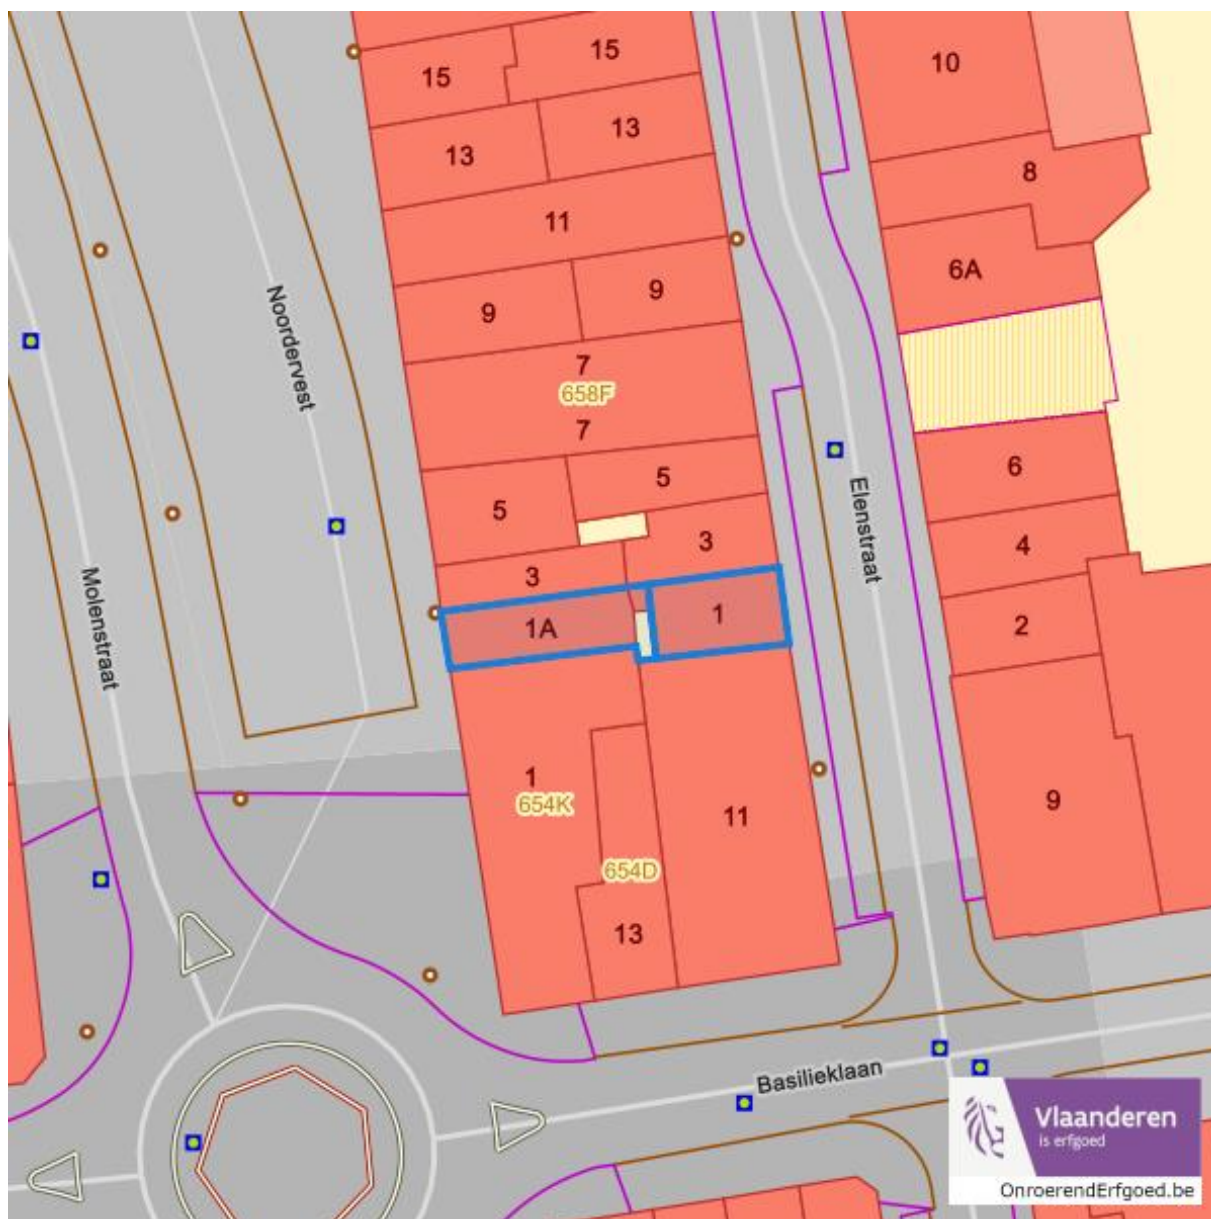 15
15
10
13
13
8
11
6A
9
9
Noordervest
7
658F
7
6
5
5
Elenstraat
3
4
3
1A
1
2
Molenstraat
1
654K
11
9
654D
13
Basilieklaan
Vlaanderen
is erfgoed
OnroerendErfgoed.be